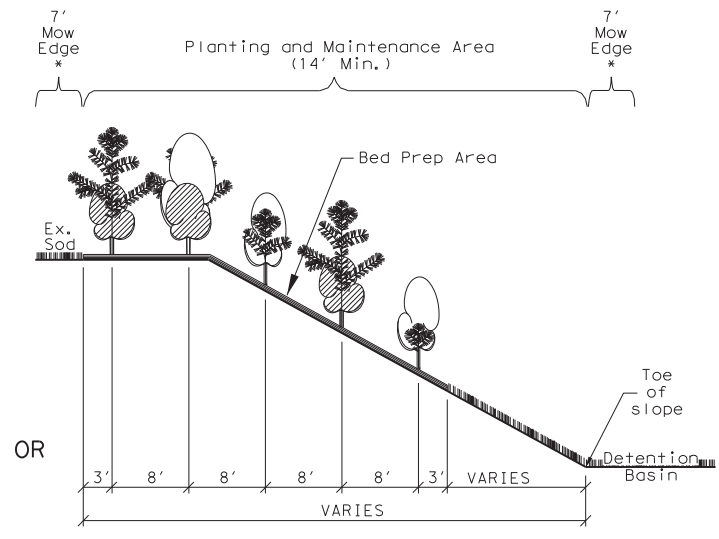 7'
Mow
Edge
*
Planting and Maintenance Area
(14' Min.)
7'
Mow
Edge
*
Bed Prep Area
Ex.
Sod
Toe
of
slope
OR
Detention
Basin
3' 8' 8' 8' 8' 3' VARIES
VARIES